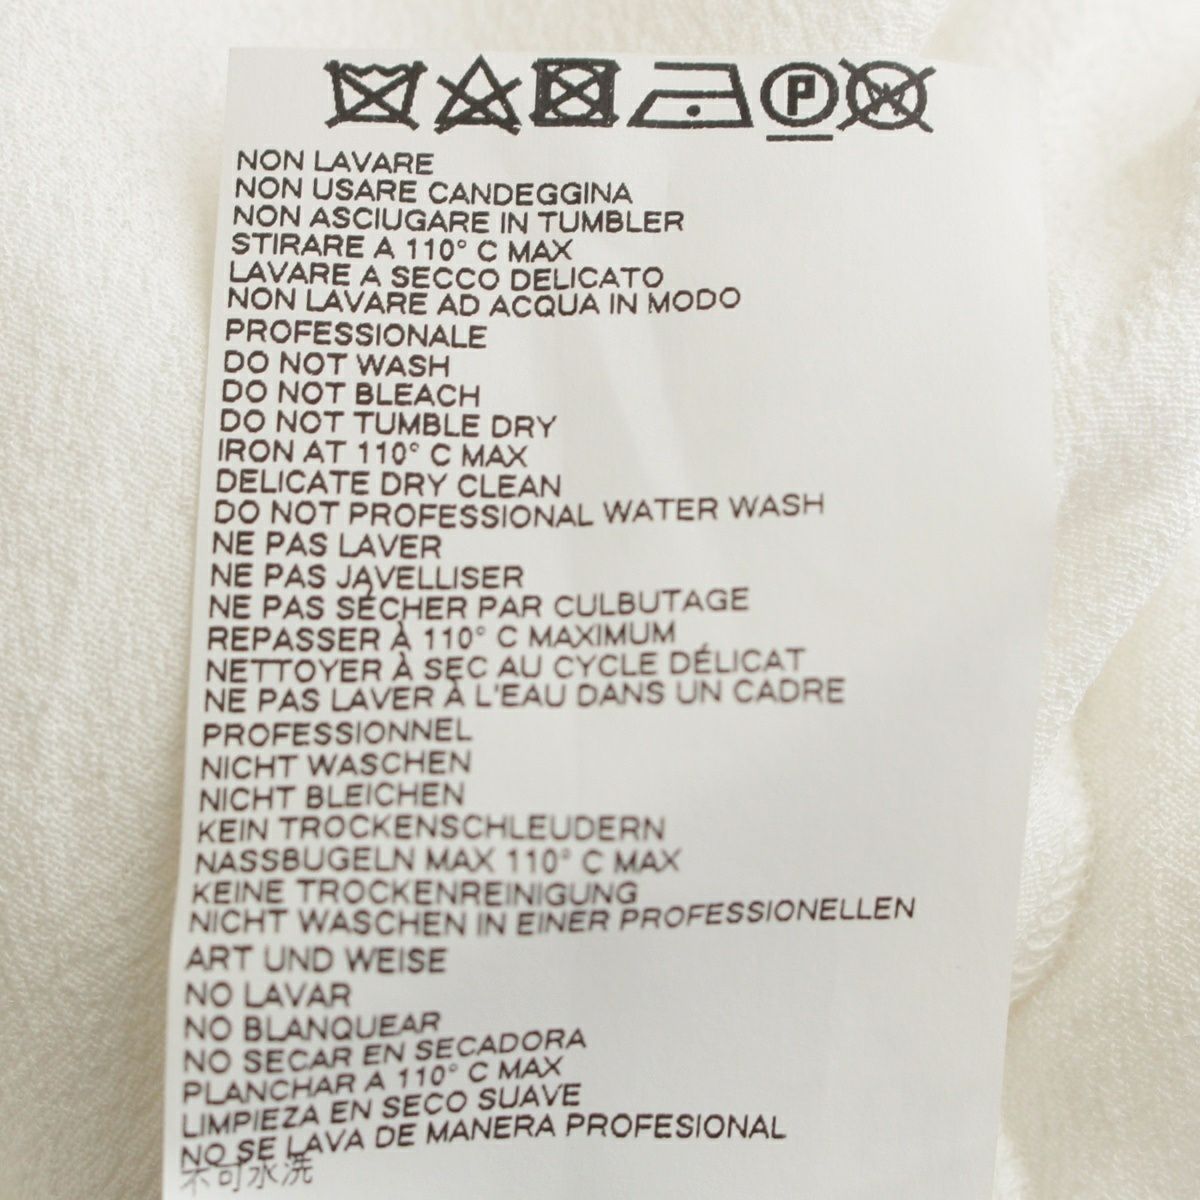 P W
NON LAVARE
NON USARE CANDEGGINA
NON ASCIUGARE IN TUMBLER
STIRARE A 110° C MAX
LAVARE A SECCO DELICATO
NON LAVARE AD ACQUA IN MODO
PROFESSIONALE
DO NOT WASH
DO NOT BLEACH
DO NOT TUMBLE DRY
IRON AT 110° C MAX
DELICATE DRY CLEAN
DO NOT PROFESSIONAL WATER WASH
NE PAS LAVER
NE PAS JAVELLISER
NE PAS SÉCHER PAR CULBUTAGE
REPASSER À 110° C MAXIMUM
NETTOYER À SEC AU CYCLE DÉLICAT
NE PAS LAVER À L'EAU DANS UN CADRE
PROFESSIONNEL
NICHT WASCHEN
NICHT BLEICHEN
KEIN TROCKENSCHLEUDERN
NASSBUGELN MAX 110° C MAX
KEINE TROCKENREINIGUNG
NICHT WASCHEN IN EINER PROFESSIONELLEN
ART UND WEISE
NO LAVAR
NO BLANQUEAR
NO SECAR EN SECADORA
PLANCHAR A 110° C MAX
LIMPIEZA EN SECO SUAVE
NO SE LAVA DE MANERA PROFESIONAL
不可水洗